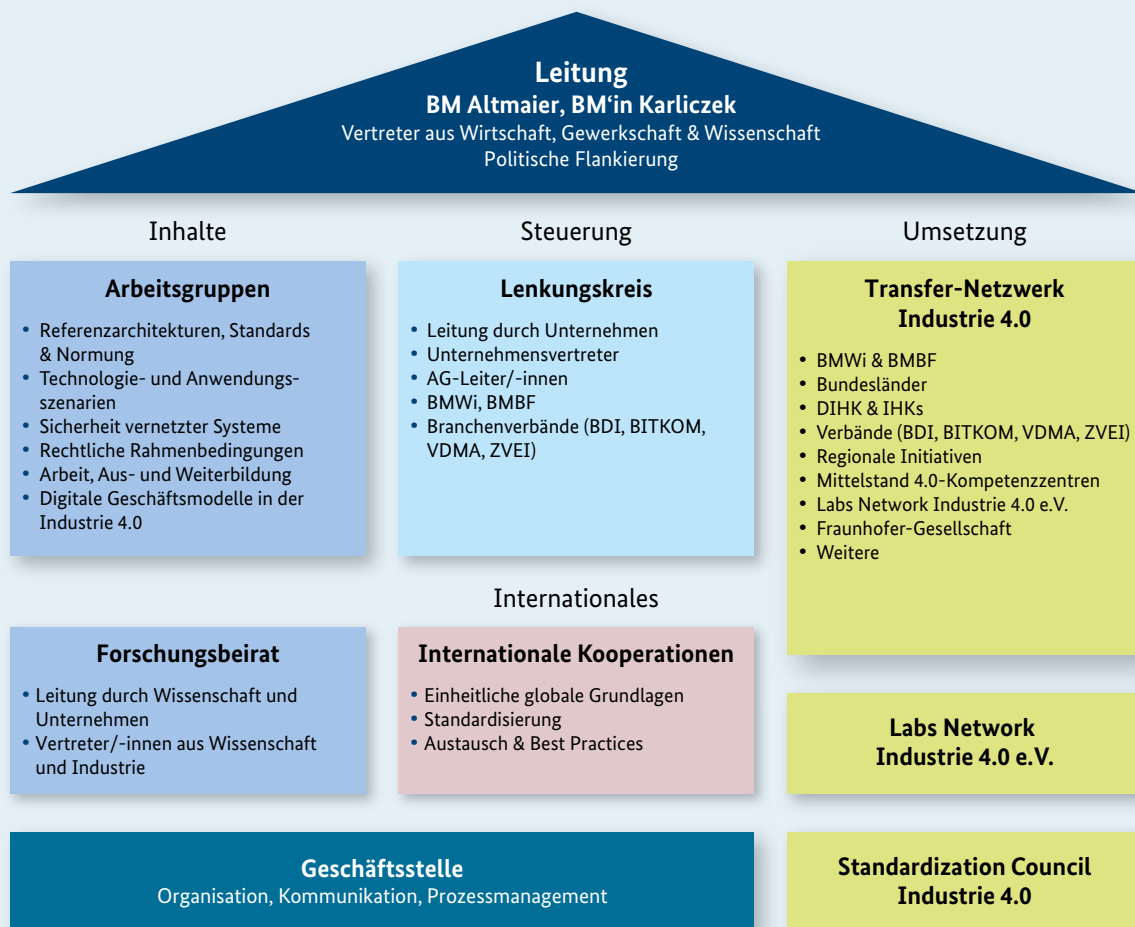 Leitung
BM Altmaier, BM‘in Karliczek
Vertreter aus Wirtschaft, Gewerkschaft & Wissenschaft
Politische Flankierung
Inhalte
Arbeitsgruppen
• Referenzarchitekturen, Standards
& Normung
• Technologie- und Anwendungs-
szenarien
• Sicherheit vernetzter Systeme
• Rechtliche Rahmenbedingungen
• Arbeit, Aus- und Weiterbildung
• Digitale Geschäftsmodelle in der
Industrie 4.0
Forschungsbeirat
• Leitung durch Wissenschaft und
Unternehmen
• Vertreter/-innen aus Wissenschaft
und Industrie
Steuerung
Lenkungskreis
• Leitung durch Unternehmen
• Unternehmensvertreter
• AG-Leiter/-innen
• BMWi, BMBF
• Branchenverbände (BDI, BITKOM,
VDMA, ZVEI)
Internationales
Internationale Kooperationen
• Einheitliche globale Grundlagen
• Standardisierung
• Austausch & Best Practices
Umsetzung
Transfer-Netzwerk
Industrie 4.0
• BMWi & BMBF
• Bundesländer
• DIHK & IHKs
• Verbände (BDI, BITKOM, VDMA, ZVEI)
• Regionale Initiativen
• Mittelstand 4.0-Kompetenzzentren
• Labs Network Industrie 4.0 e.V.
• Fraunhofer-Gesellschaft
• Weitere
Labs Network
Industrie 4.0 e.V.
Geschäftsstelle
Organisation, Kommunikation, Prozessmanagement
Standardization Council
Industrie 4.0